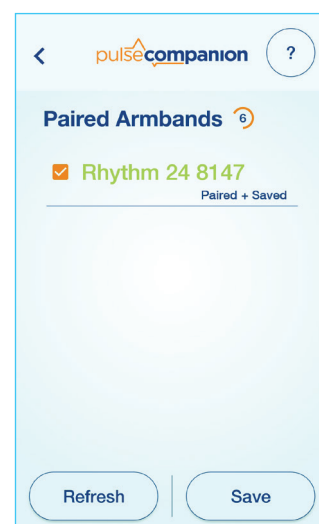 pulsecompanion
?
Paired Armbands 6
Rhythm 24 8147
Paired + Saved
Refresh
Save